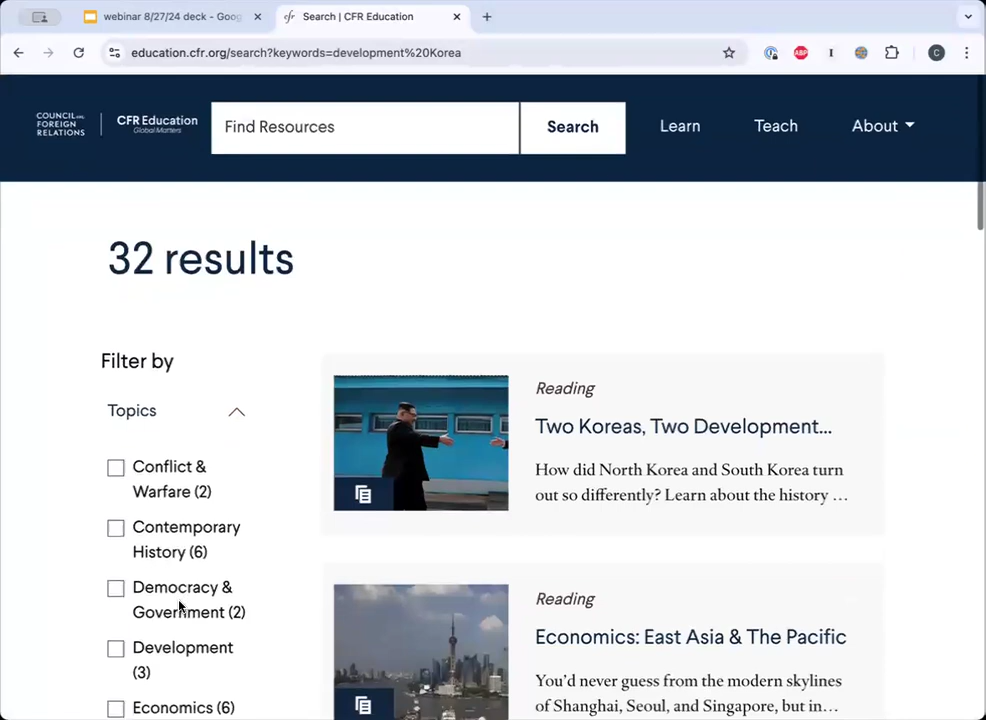 webinar 8/27/24 deck - Goog
Search | CFR Education
education.cfr.org/search?keywords=development%20Korea
ABP
C
COUNCIL on
FOREIGN
RELATIONS
CFR Education
Global Matters
Find Resources
Search
Learn
Teach
About
32 results
Filter by
Topics
Conflict &
Warfare (2)
Contemporary
History (6)
Democracy &
Government (2)
Development
(3)
Economics (6)
Reading
Two Koreas, Two Development...
How did North Korea and South Korea turn
out so differently? Learn about the history ...
Reading
Economics: East Asia & The Pacific
You'd never guess from the modern skylines
of Shanghai, Seoul, and Singapore, but in...